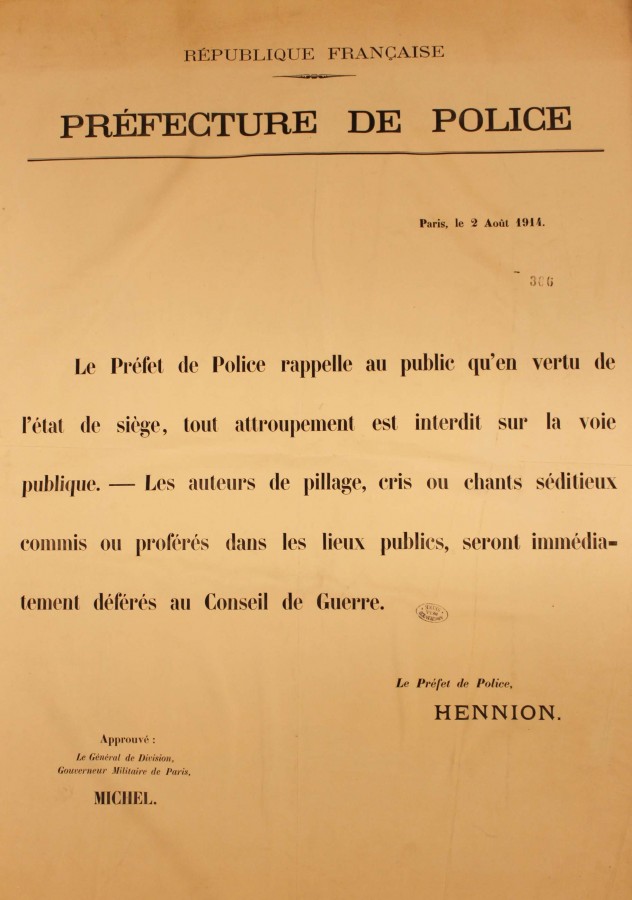 RÉPUBLIQUE FRANÇAISE
PRÉFECTURE DE POLICE
Paris, le 2 Août 1914.
366
Le Préfet de Police rappelle au public qu'en vertu de
l'état de siège, tout attroupement est interdit sur la voie
publique. — Les auteurs de pillage, cris ou chants séditieux
commis ou proférés dans les lieux publics, seront immédia-
tement déférés au Conseil de Guerre.
Le Préfet de Police,
HENNION.
Approuvé :
Le Général de Division,
Gouverneur Militaire de Paris,
MICHEL.